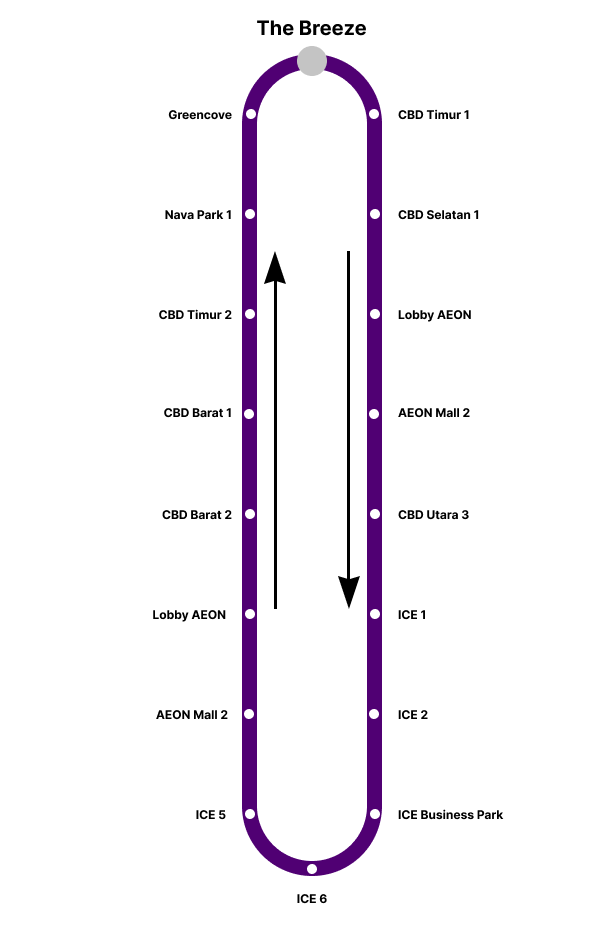 The Breeze
Greencove
CBD Timur 1
Nava Park 1
CBD Selatan 1
CBD Timur 2
Lobby AEON
CBD Barat 1
AEON Mall 2
CBD Barat 2
CBD Utara 3
Lobby AEON
ICE 1
AEON Mall 2
ICE 2
ICE 5
ICE Business Park
ICE 6